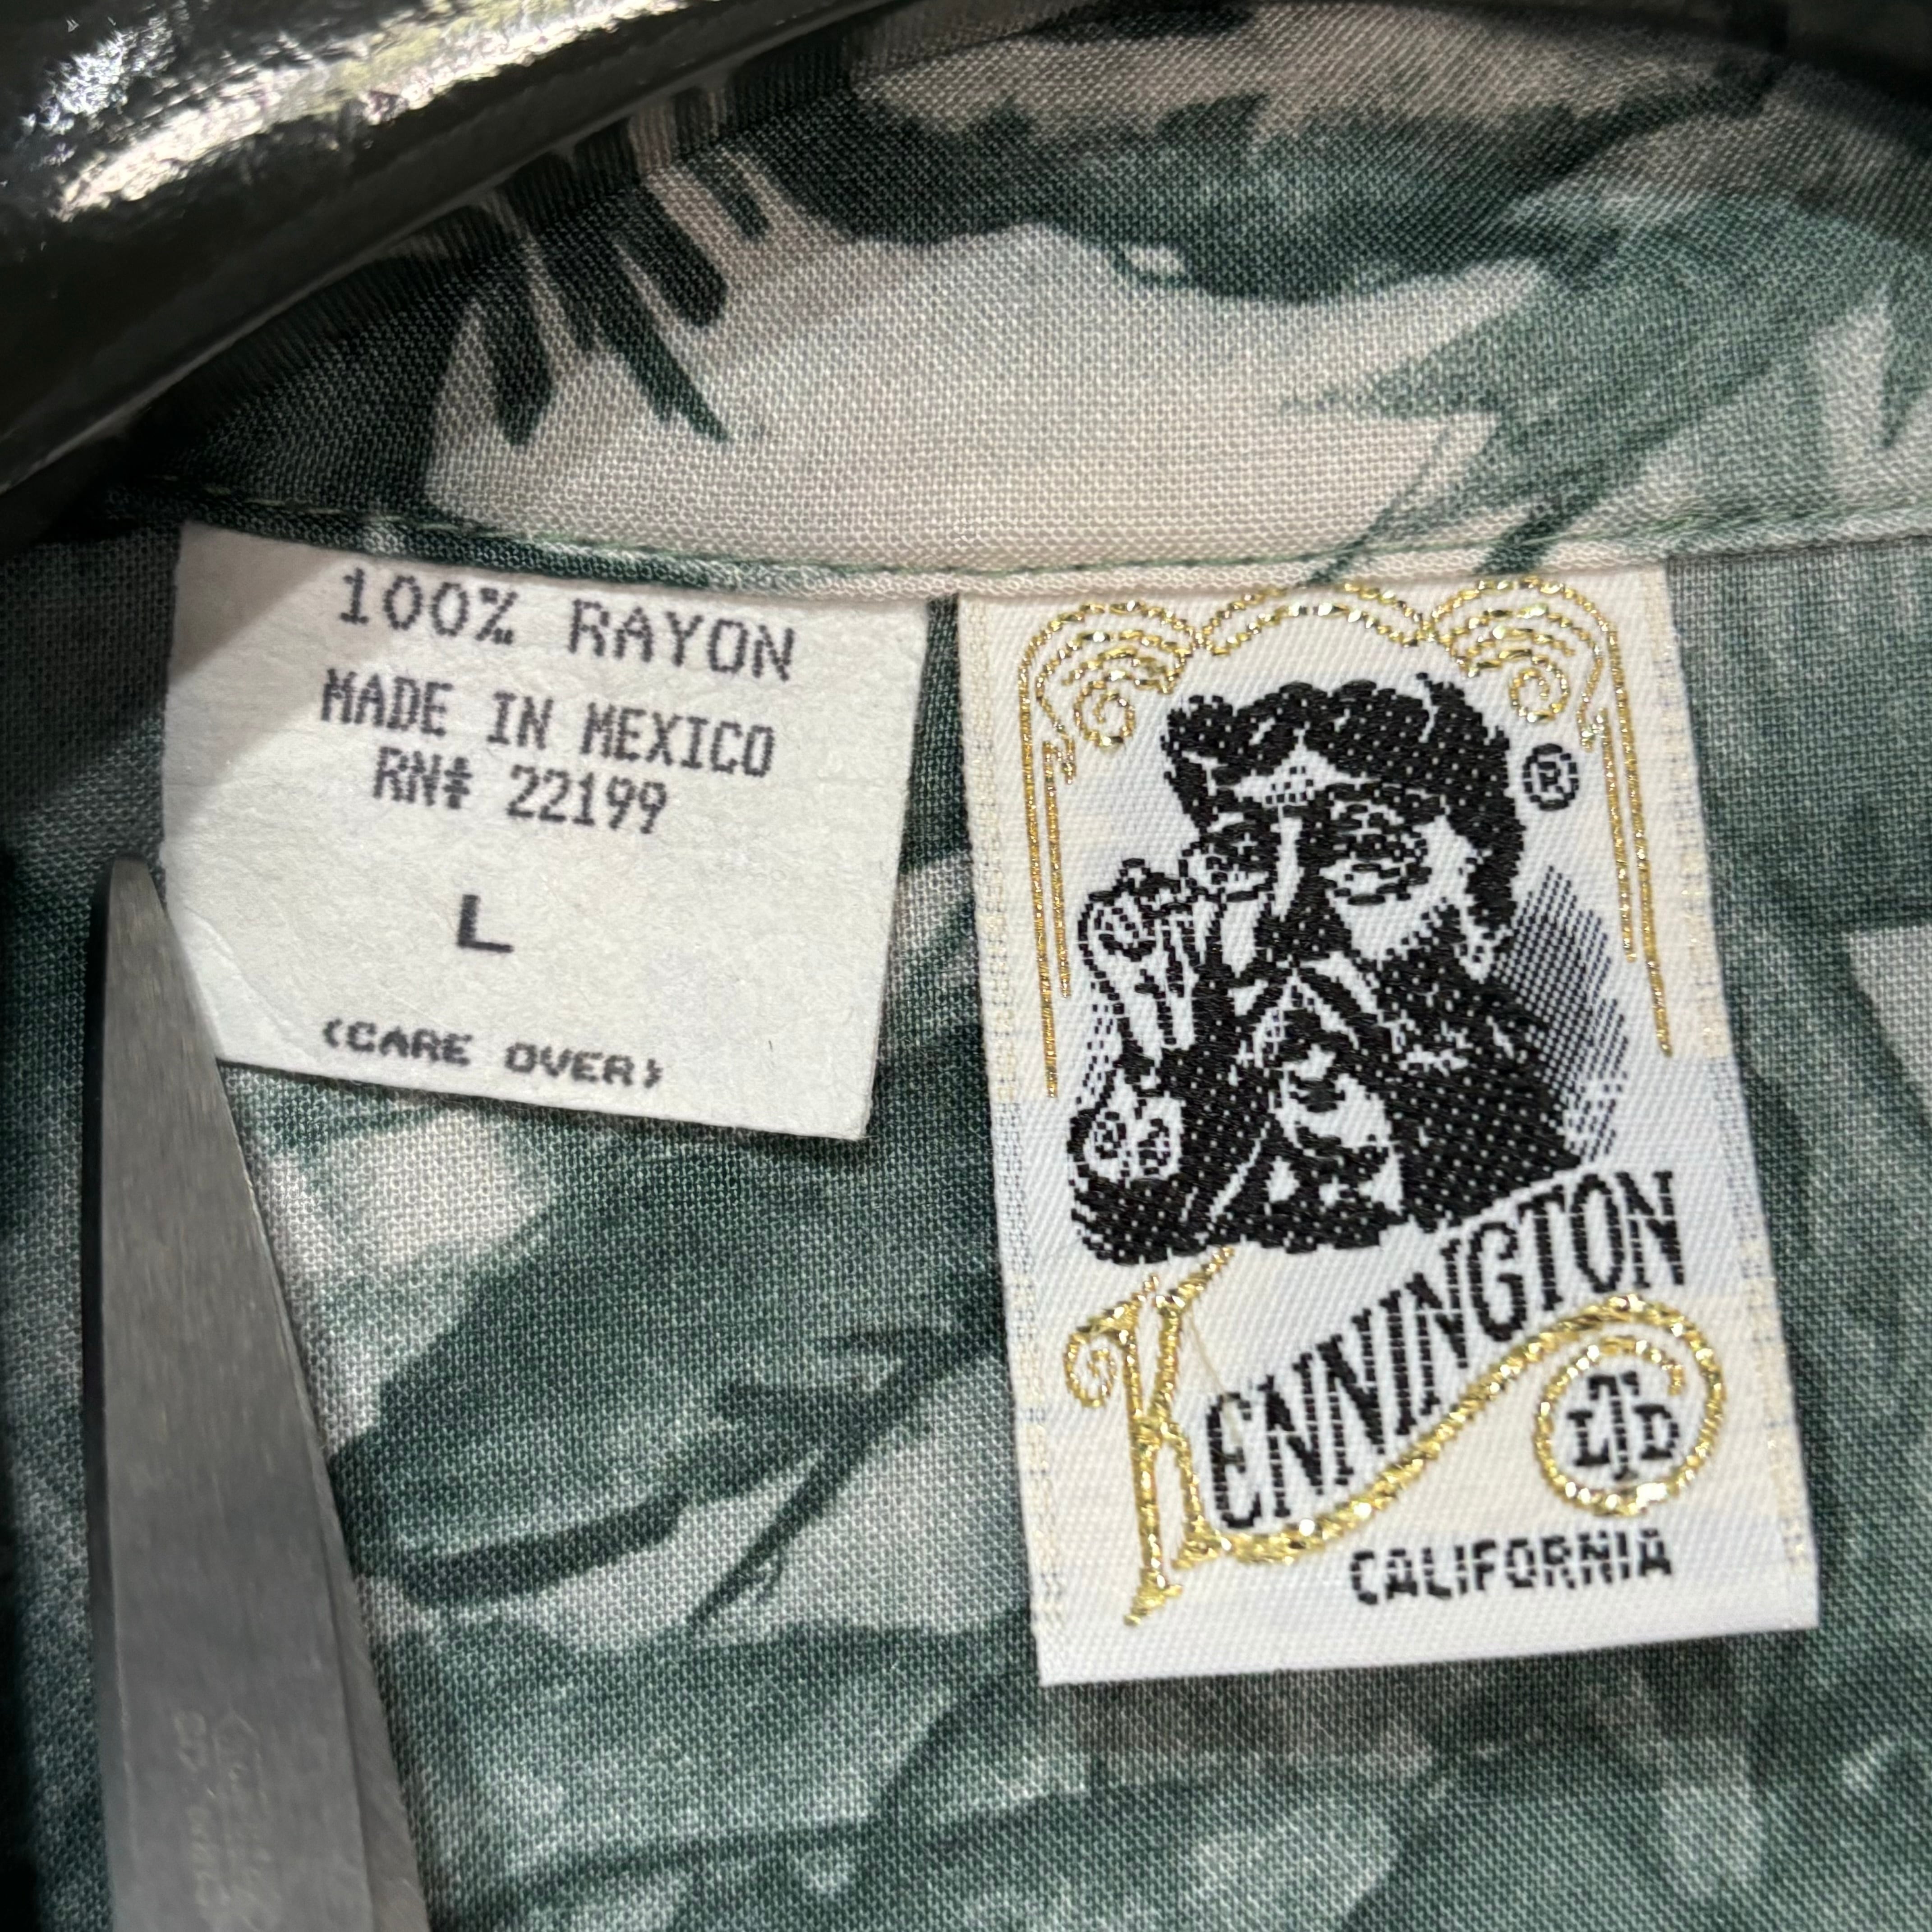 100% RAYON
MADE IN MEXICO
RN# 22199
L
(CARE OVER)
®
KENNINGTON
LTD
CALIFORNIA